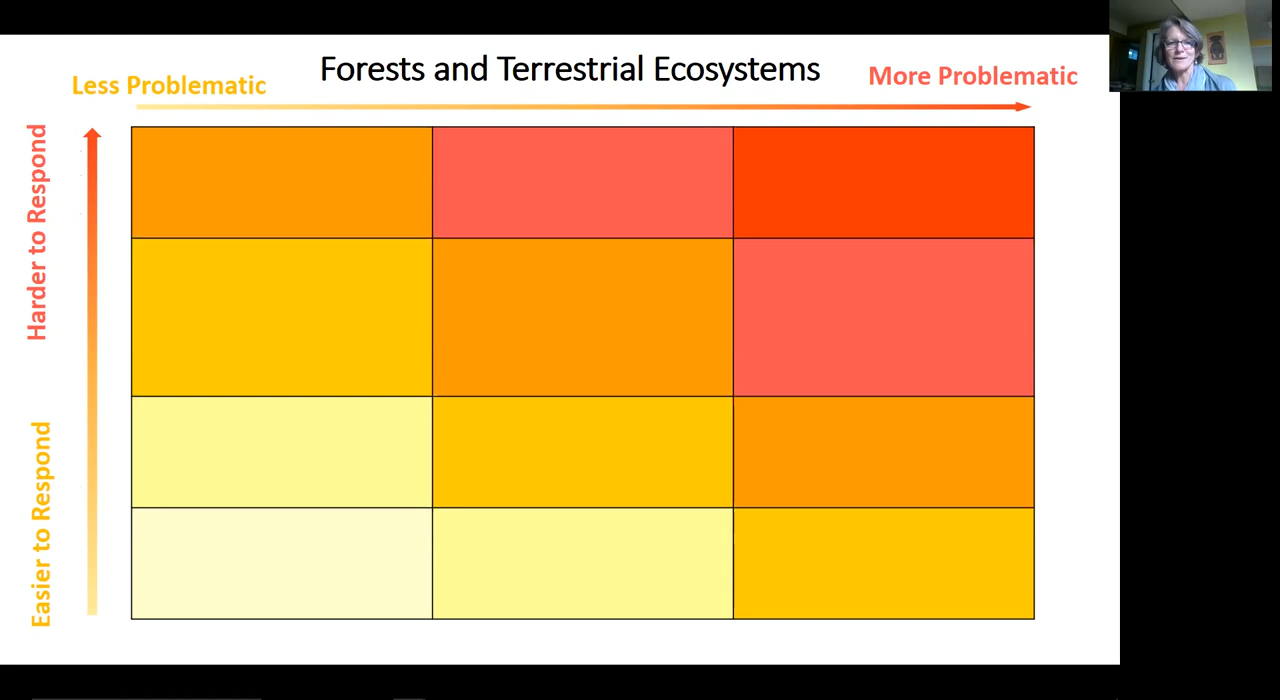 Forests and Terrestrial Ecosystems
Less Problematic
More Problematic
Harder to Respond
Easier to Respond